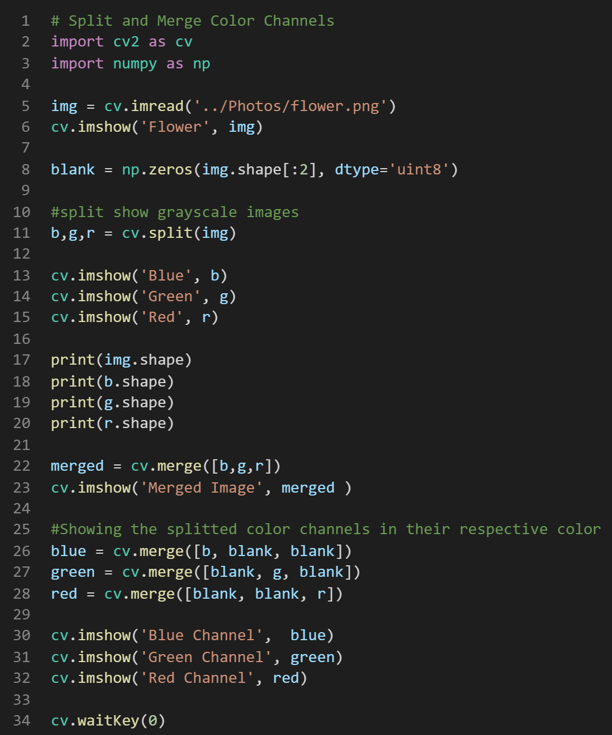 1 # Split and Merge Color Channels
2 import cv2 as cv
3 import numpy as np
4
5 img = cv.imread('../Photos/flower.png')
6 cv.imshow('Flower', img)
7
8 blank = np.zeros(img.shape[:2], dtype='uint8')
9
10 #split show grayscale images
11 b,g,r = cv.split(img)
12
13 cv.imshow('Blue', b)
14 cv.imshow('Green', g)
15 cv.imshow('Red', r)
16
17 print(img.shape)
18 print(b.shape)
19 print(g.shape)
20 print(r.shape)
21
22 merged = cv.merge([b,g,r])
23 cv.imshow('Merged Image', merged )
24
25 #Showing the splitted color channels in their respective color
26 blue = cv.merge([b, blank, blank])
27 green = cv.merge([blank, g, blank])
28 red = cv.merge([blank, blank, r])
29
30 cv.imshow('Blue Channel',  blue)
31 cv.imshow('Green Channel', green)
32 cv.imshow('Red Channel', red)
33
34 cv.waitKey(0)